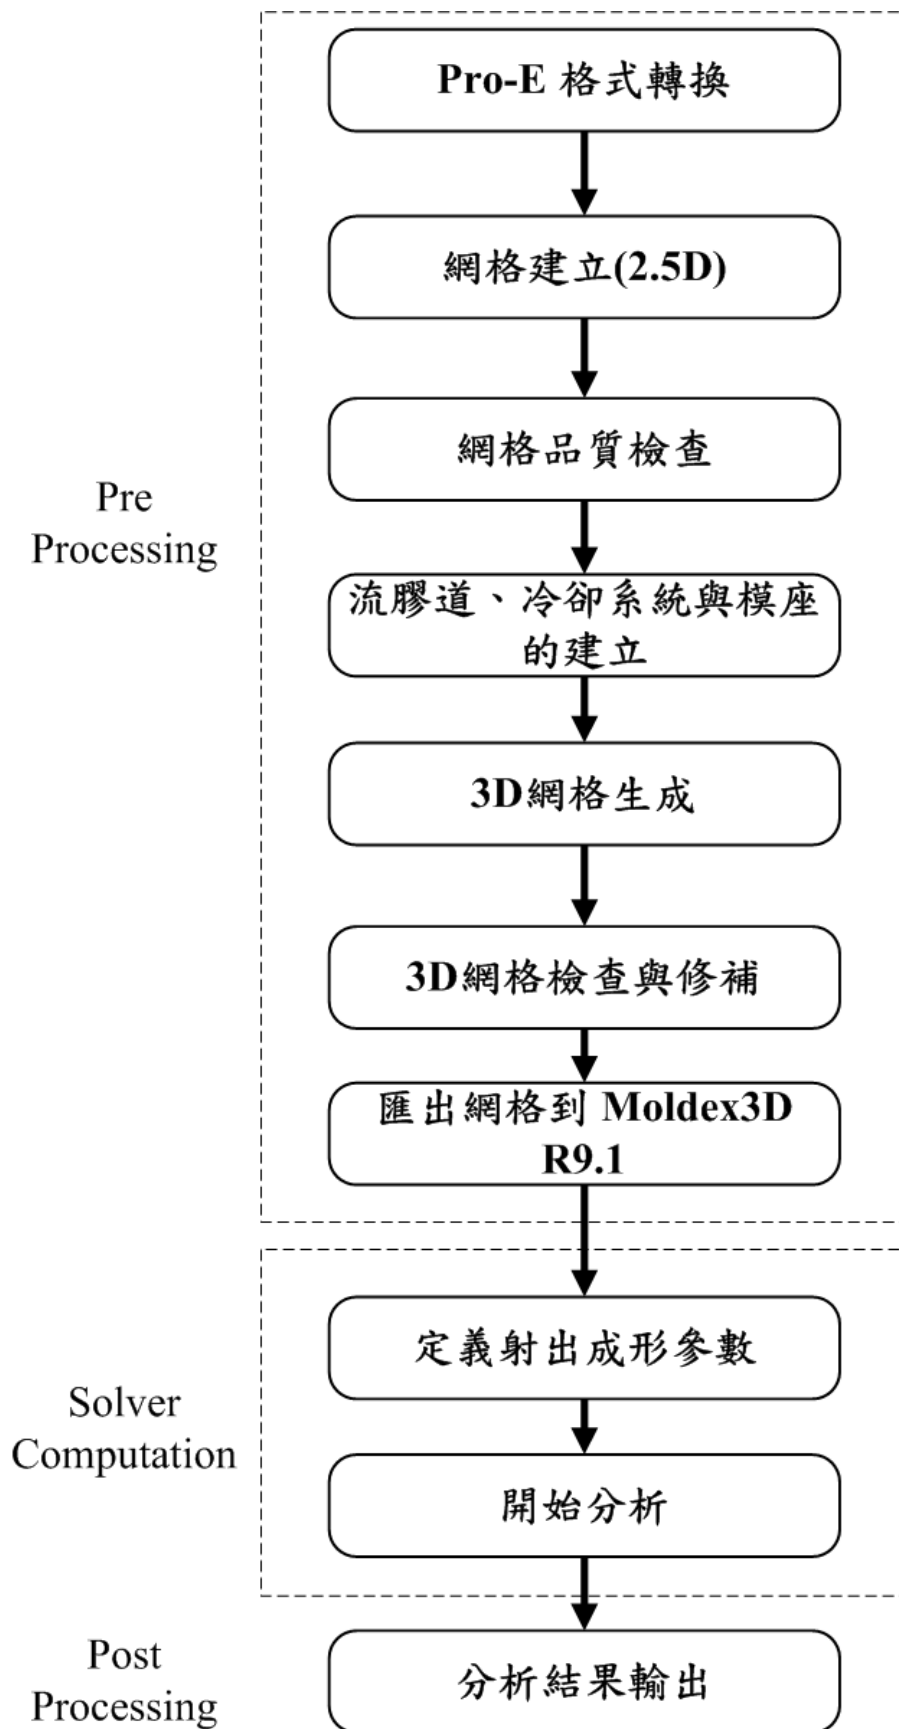 Pro-E 格式轉換
網格建立(2.5D)
網格品質檢查
Pre
Processing
流膠道、冷卻系統與模座
的建立
3D網格生成
3D網格檢查與修補
匯出網格到 Moldex3D
R9.1
定義射出成形參數
Solver
Computation
開始分析
Post
Processing
分析結果輸出